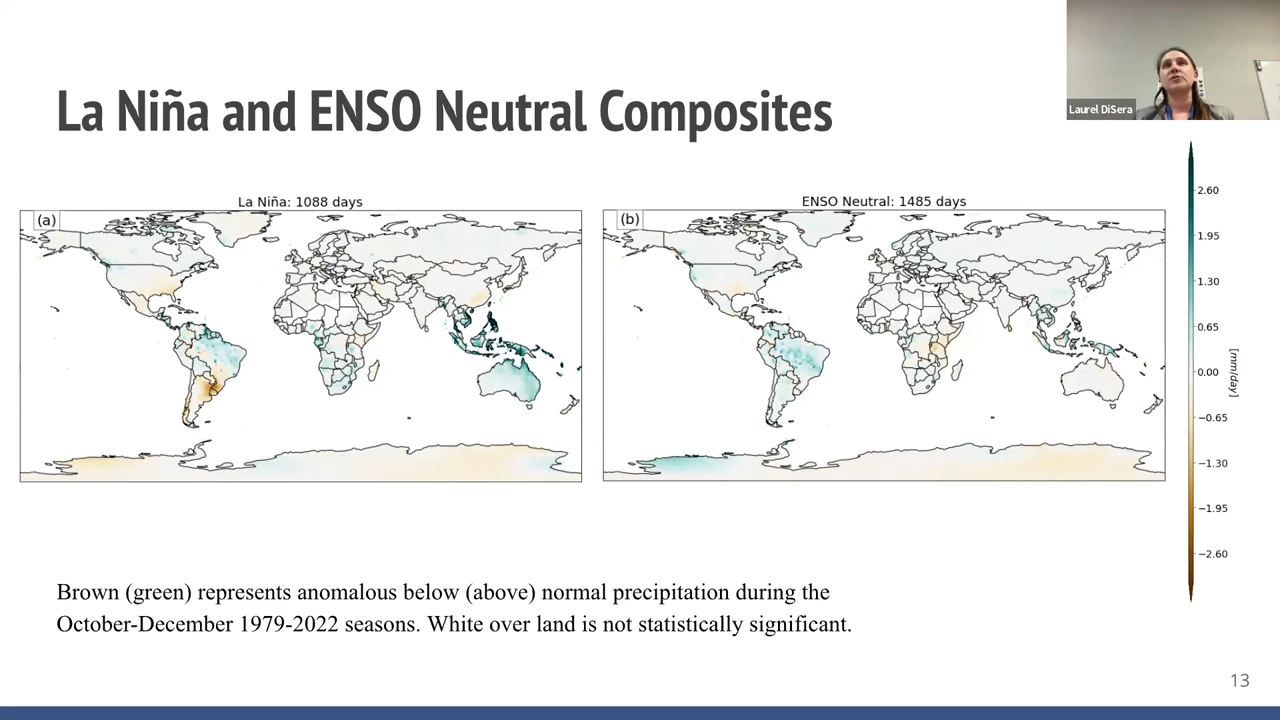 Laurel DiSera
La Niña and ENSO Neutral Composites
La Niña: 1088 days
(a)
ENSO Neutral: 1485 days
(b)
2.60
1.95
1.30
0.65
0.00
−0.65
−1.30
−1.95
−2.60
[mm/day]
Brown (green) represents anomalous below (above) normal precipitation during the
October-December 1979-2022 seasons. White over land is not statistically significant.
13